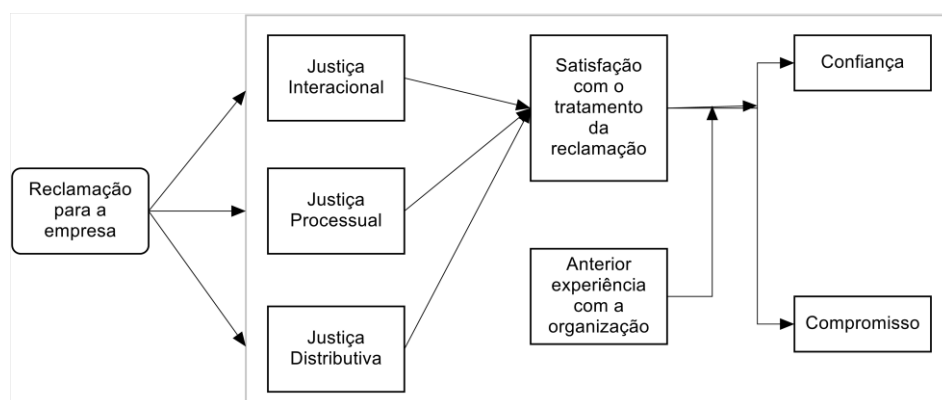 Reclamação
para a
empresa
Justiça
Interacional
Justiça
Processual
Justiça
Distributiva
Satisfação
com o
tratamento
da
reclamação
Anterior
experiência
com a
organização
Confiança
Compromisso